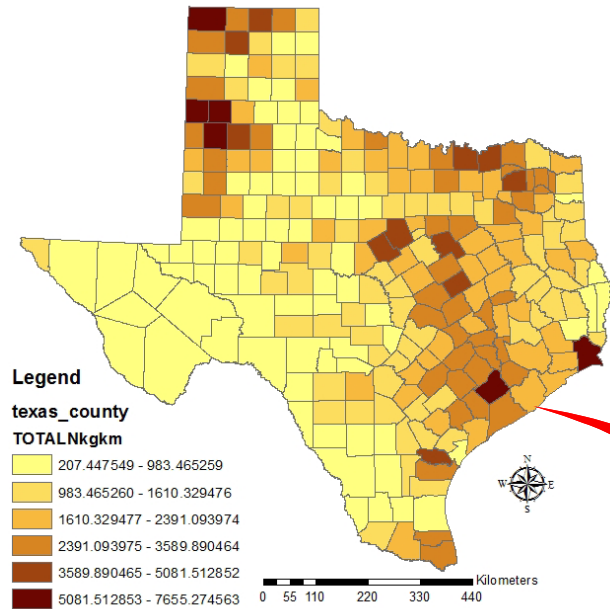 Legend
texas_county
TOTALNkgkm
207.447549 - 983.465259
983.465260 - 1610.329476
1610.329477 - 2391.093974
2391.093975 - 3589.890464
3589.890465 - 5081.512852
5081.512853 - 7655.274563
N
W E
S
Kilometers
0 55 110 220 330 440